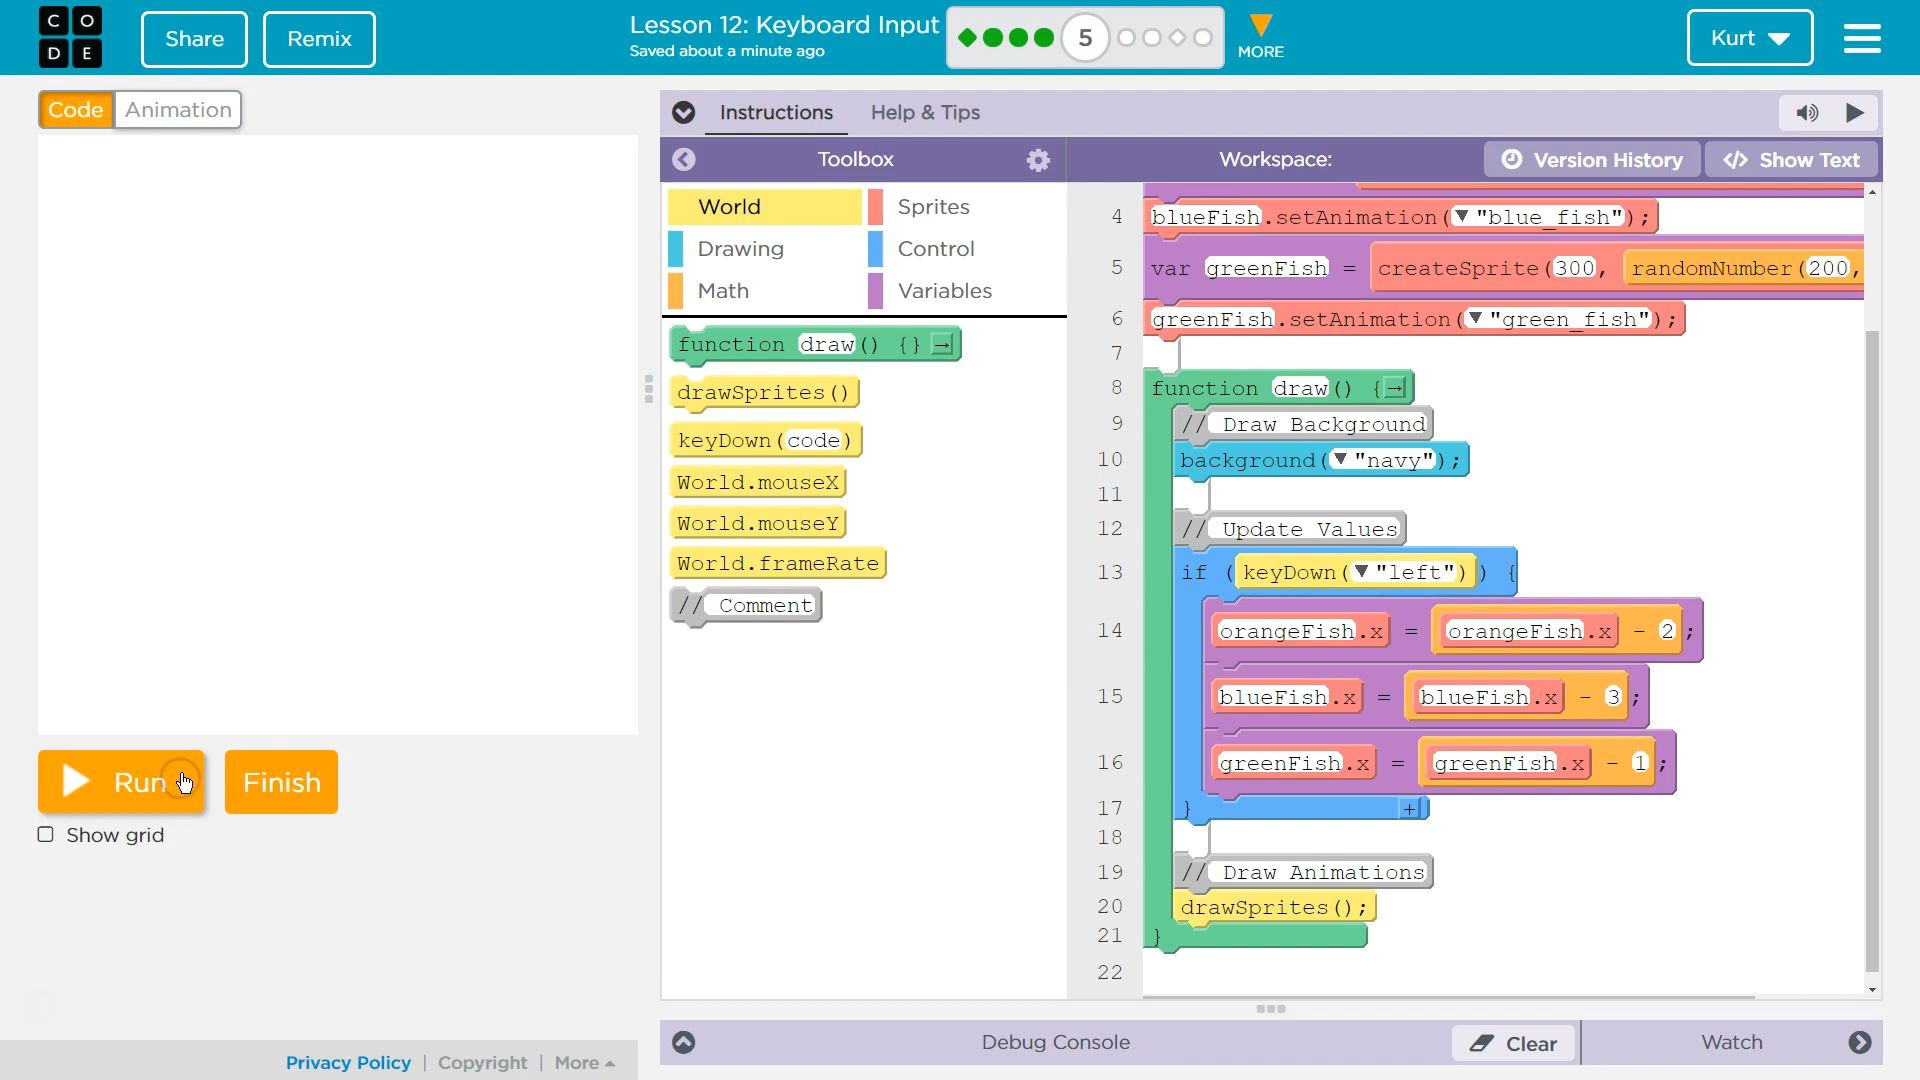 C O
D E
Share
Remix
Lesson 12: Keyboard Input
Saved about a minute ago
5
MORE
Kurt
Code
Animation
Instructions
Help & Tips
Toolbox
Workspace:
Version History
</> Show Text
World
Sprites
Drawing
Control
Math
Variables
function draw() {}→
drawSprites()
keyDown(code)
World.mouseX
World.mouseY
World.frameRate
// Comment
4 blueFish.setAnimation(▼ "blue_fish");
5 var greenFish = createSprite(300, randomNumber(200,
6 greenFish.setAnimation(▼ "green_fish");
7
8 function draw() {→
9 // Draw Background
10 background(▼ "navy");
11
12 // Update Values
13 if (keyDown(▼ "left")) {
14 orangeFish.x = orangeFish.x - 2;
15 blueFish.x = blueFish.x - 3;
16 greenFish.x = greenFish.x - 1;
17 } +
18
19 // Draw Animations
20 drawSprites();
21 }
22
Run
Finish
Show grid
Privacy Policy | Copyright | More
Debug Console
Clear
Watch